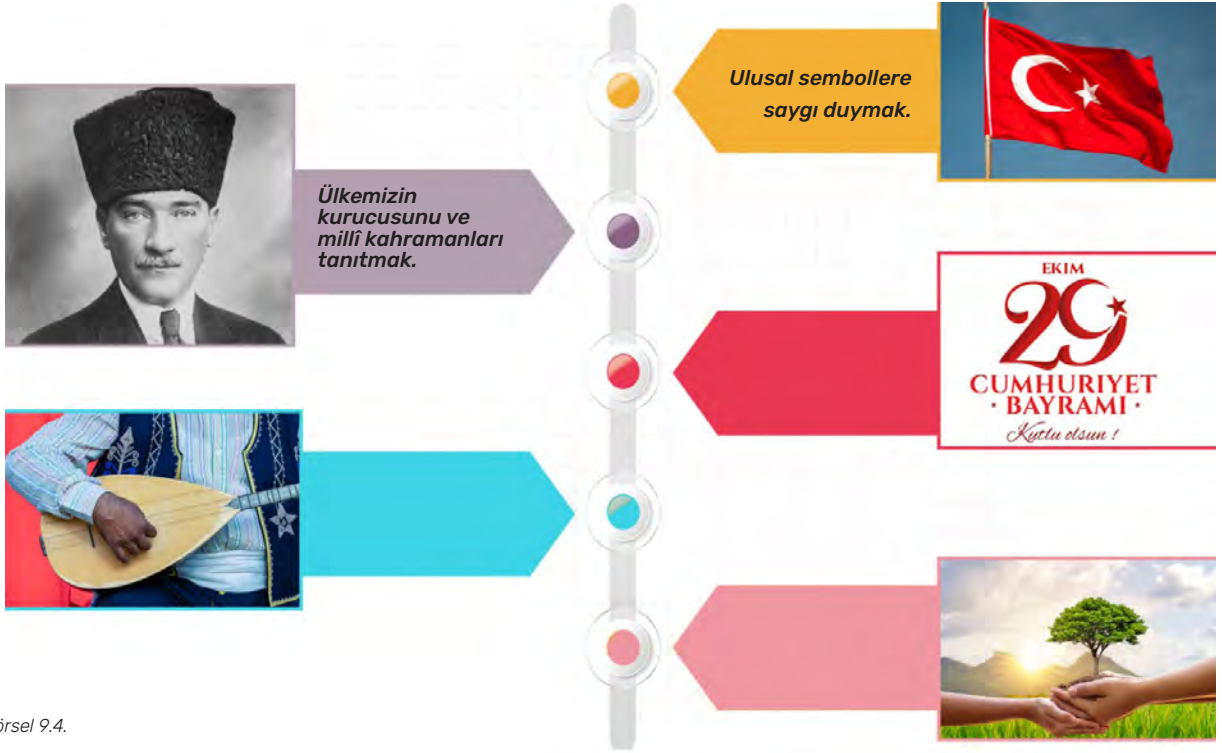 Ulusal sembollere
saygı duymak.
Ülkemizin
kurucusunu ve
millî kahramanları
tanıtmak.
EKIM
29
CUMHURIYET
· BAYRAMI ·
Kutlu olsun !
örsel 9.4.